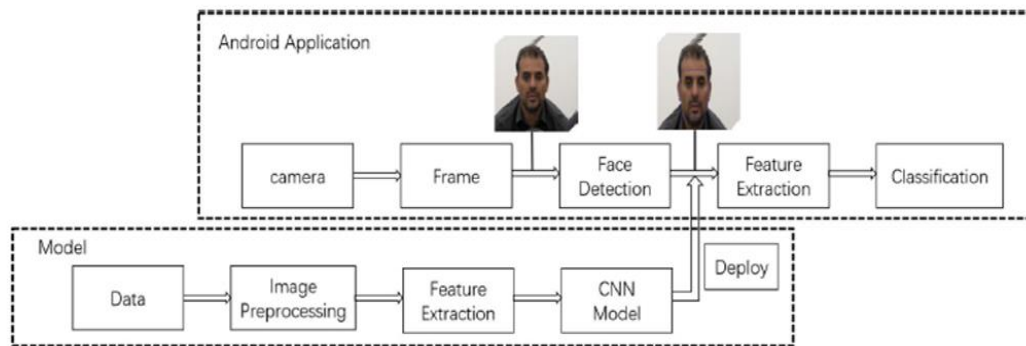 Android Application
camera
Frame
Face
Detection
Feature
Extraction
Classification
Model
Data
Image
Preprocessing
Feature
Extraction
CNN
Model
Deploy